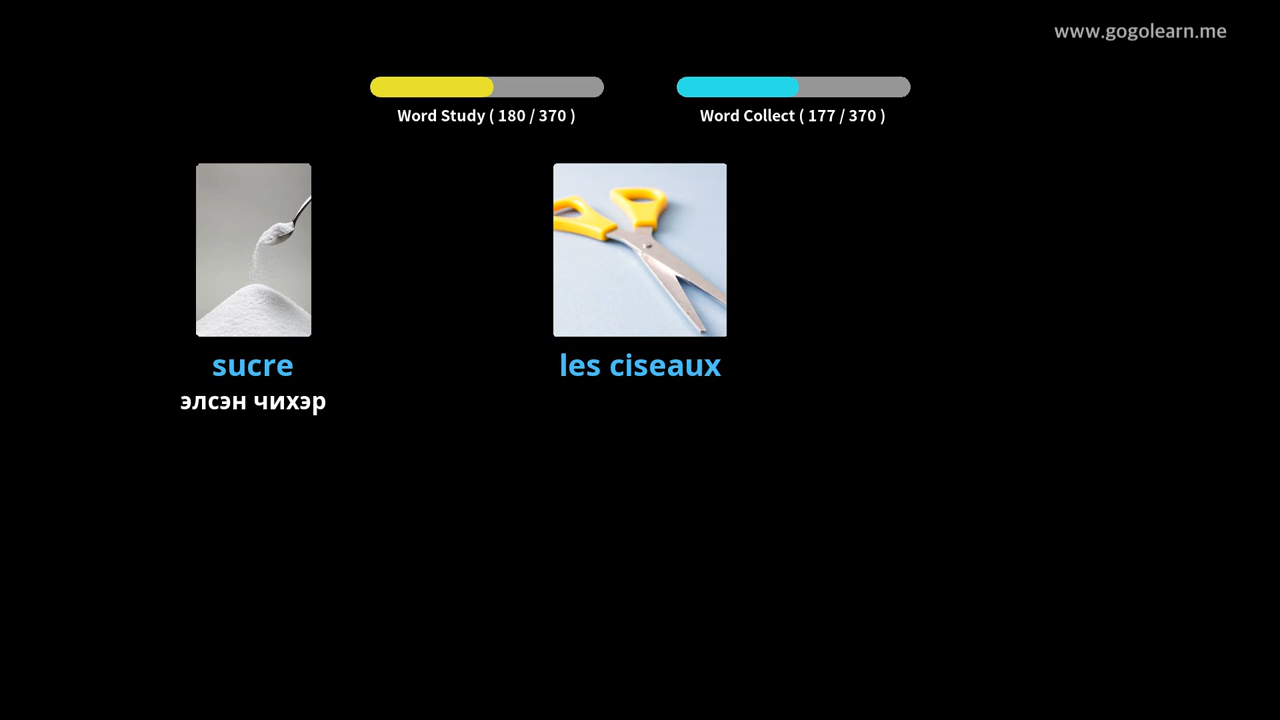 www.gogolearn.me
Word Study ( 180 / 370 )
Word Collect ( 177 / 370 )
sucre
элсэн чихэр
les ciseaux